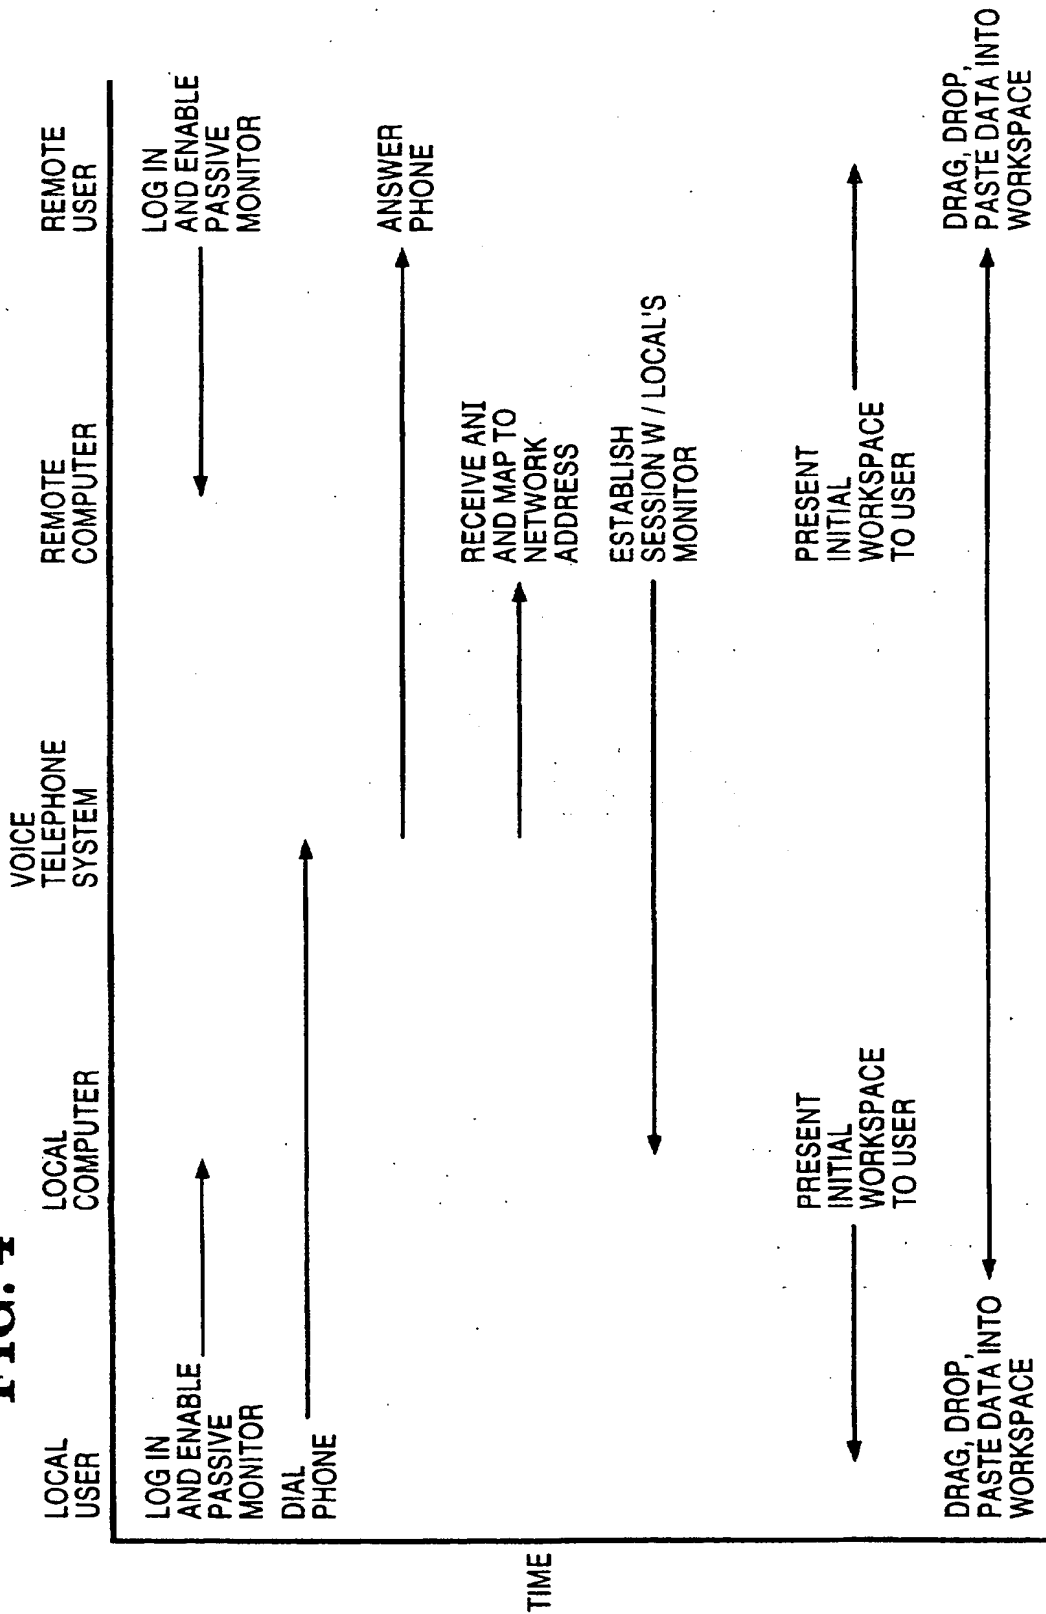 FIG. 4
LOCAL
USER
LOCAL
COMPUTER
VOICE
TELEPHONE
SYSTEM
REMOTE
COMPUTER
REMOTE
USER
TIME
LOG IN
AND ENABLE
PASSIVE
MONITOR
LOG IN
AND ENABLE
PASSIVE
MONITOR
DIAL
PHONE
ANSWER
PHONE
RECEIVE ANI
AND MAP TO
NETWORK
ADDRESS
ESTABLISH
SESSION W / LOCAL'S
MONITOR
PRESENT
INITIAL
WORKSPACE
TO USER
PRESENT
INITIAL
WORKSPACE
TO USER
DRAG, DROP,
PASTE DATA INTO
WORKSPACE
DRAG, DROP,
PASTE DATA INTO
WORKSPACE